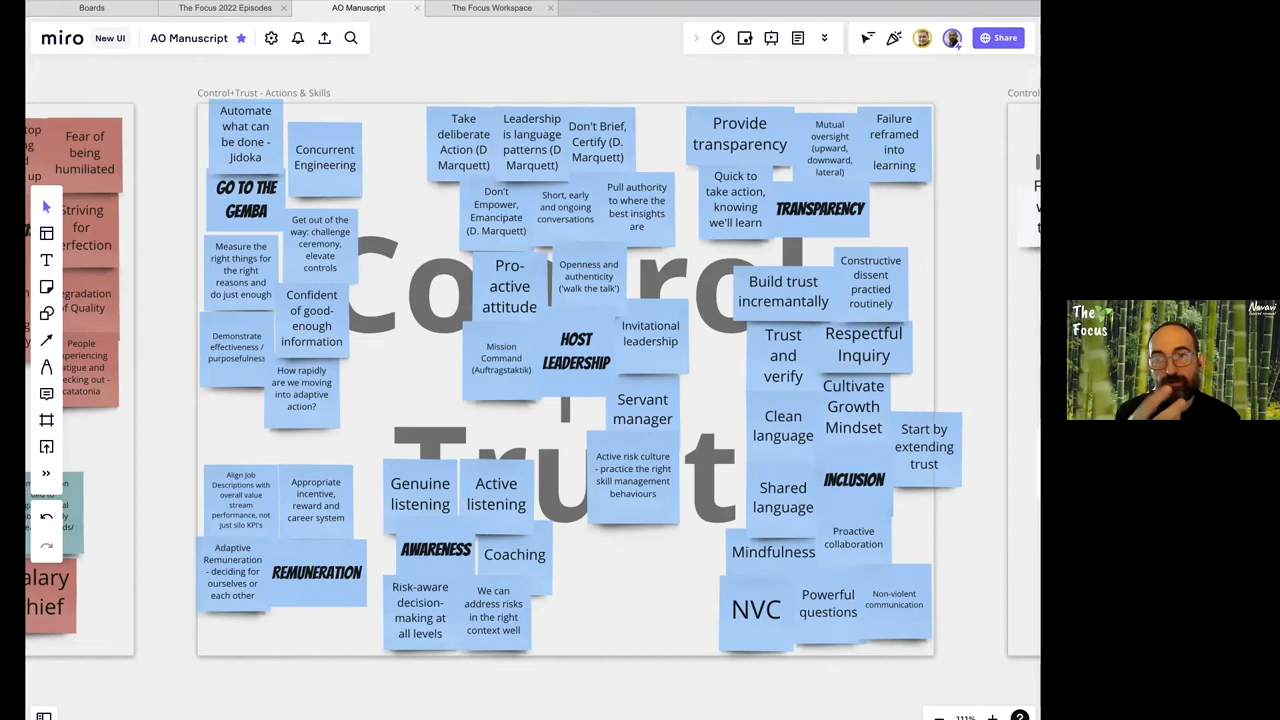 Boards
The Focus 2022 Episodes
AO Manuscript
The Focus Workspace
miro
New UI
AO Manuscript
Share
Control+Trust - Actions & Skills
Control
Control
+
Trust
top
up
Fear of
being
humiliated
Striving
for
erfection
egradation
of Quality
People
xperiencing
fatigue and
hecking out -
catatonia
alary
hief
Automate
what can
be done -
Jidoka
Concurrent
Engineering
GO TO THE
GEMBA
Get out of the
way: challenge
ceremony,
elevate
controls
Measure the
right things for
the right
reasons and
do just enough
Confident
of good-
enough
information
Demonstrate
effectiveness /
purposefulness
How rapidly
are we moving
into adaptive
action?
Take
deliberate
Action (D
Marquett)
Leadership
is language
patterns (D
Marquett)
Don't Brief,
Certify (D.
Marquett)
Don't
Empower,
Emancipate
(D. Marquett)
Short, early
and ongoing
conversations
Pull authority
to where the
best insights
are
Pro-
active
attitude
Openness and
authenticity
('walk the talk')
Mission
Command
(Auftragstaktik)
HOST
LEADERSHIP
Invitational
leadership
Servant
manager
Active risk culture
- practice the right
skill management
behaviours
Provide
transparency
Mutual
oversight
(upward,
downward,
lateral)
Failure
reframed
into
learning
Quick to
take action,
knowing
we'll learn
TRANSPARENCY
Build trust
incremantally
Constructive
dissent
practied
routinely
Trust
and
verify
Respectful
Inquiry
Clean
language
Cultivate
Growth
Mindset
Start by
extending
trust
Shared
language
INCLUSION
Mindfulness
Proactive
collaboration
NVC
Powerful
questions
Non-violent
communication
Align Job
Descriptions with
overall value
stream
performance, not
just silo KPI's
Appropriate
incentive,
reward and
career system
Adaptive
Remuneration
- deciding for
ourselves or
each other
REMUNERATION
Genuine
listening
Active
listening
AWARENESS
Coaching
Risk-aware
decision-
making at
all levels
We can
address risks
in the right
context well
111%
The
Focus
Novavi